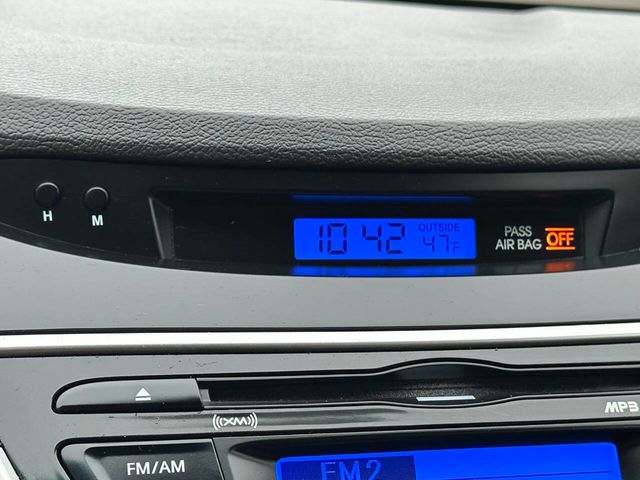 H
M
10 42
OUTSIDE
47°F
PASS
AIR BAG OFF
((XM))
MP3
FM/AM
FM2